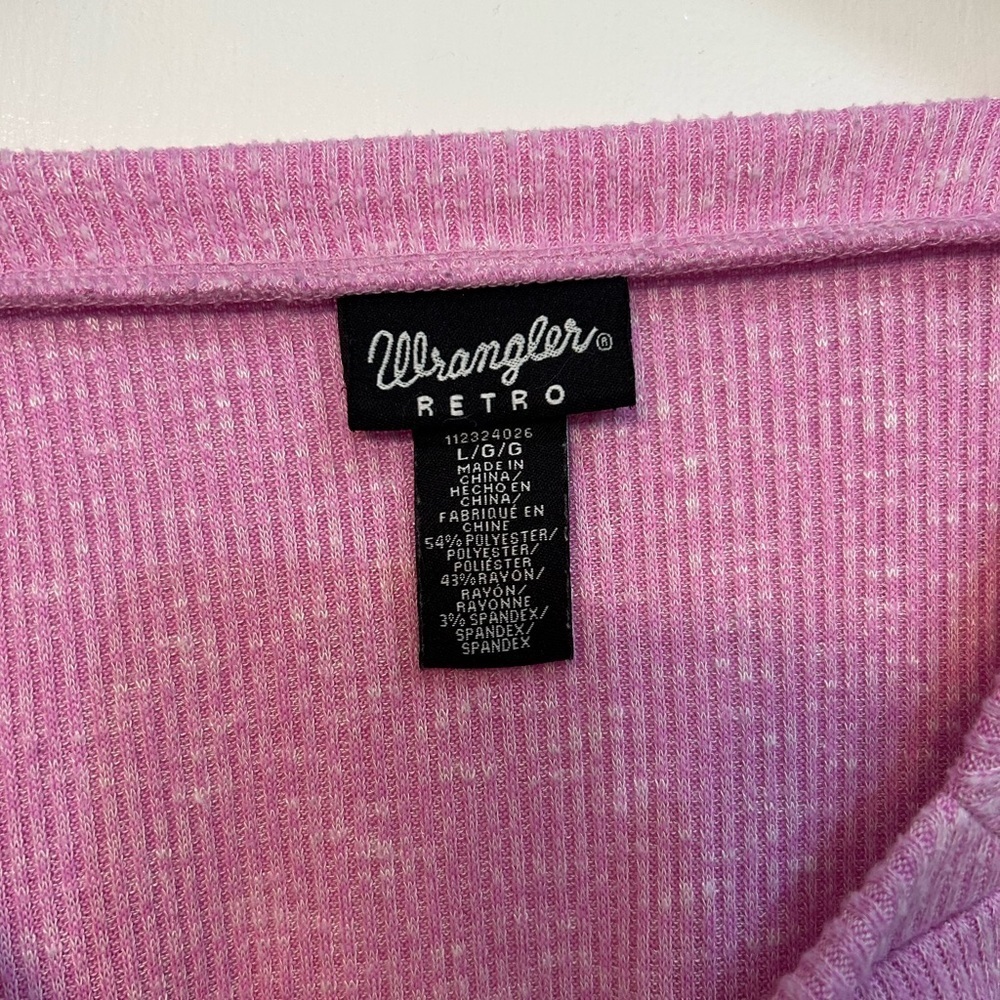 Wrangler®
RETRO
112324026
L/G/G
MADE IN
CHINA/
HECHO EN
CHINA/
FABRIQUÉ EN
CHINE
54% POLYESTER/
POLYESTER/
POLIÉSTER
43% RAYON/
RAYÓN/
RAYONNE
3% SPANDEX/
SPANDEX/
SPANDEX